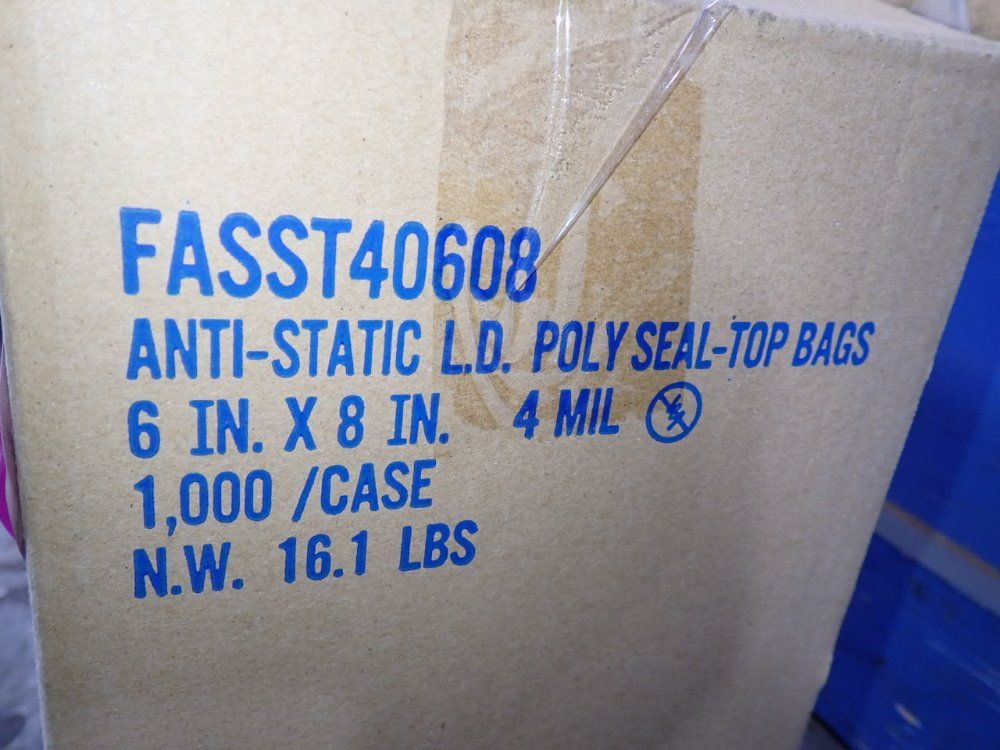 FASST40608
ANTI-STATIC L.D. POLY SEAL-TOP BAGS
6 IN. X 8 IN. 4 MIL
1,000 /CASE
N.W. 16.1 LBS